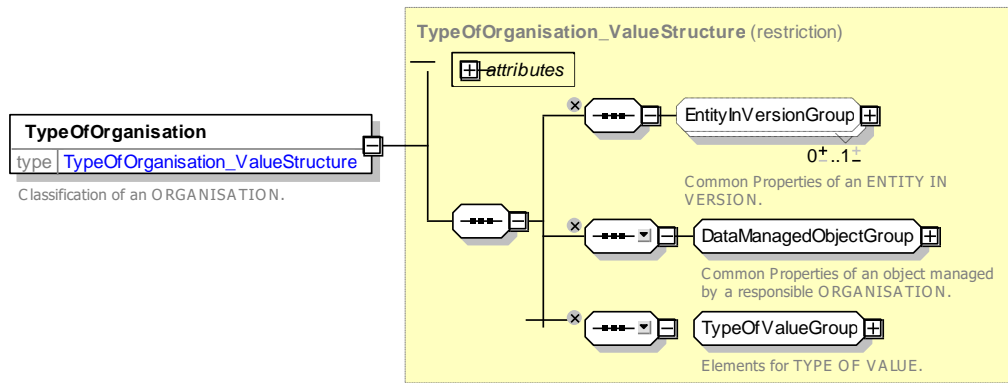 TypeOfOrganisation_ValueStructure (restriction)
attributes
TypeOfOrganisation
type TypeOfOrganisation_ValueStructure
Classification of an ORGANISATION.
EntityInVersionGroup
0..1
Common Properties of an ENTITY IN
VERSION.
DataManagedObjectGroup
Common Properties of an object managed
by a responsible ORGANISATION.
TypeOfValueGroup
Elements for TYPE OF VALUE.